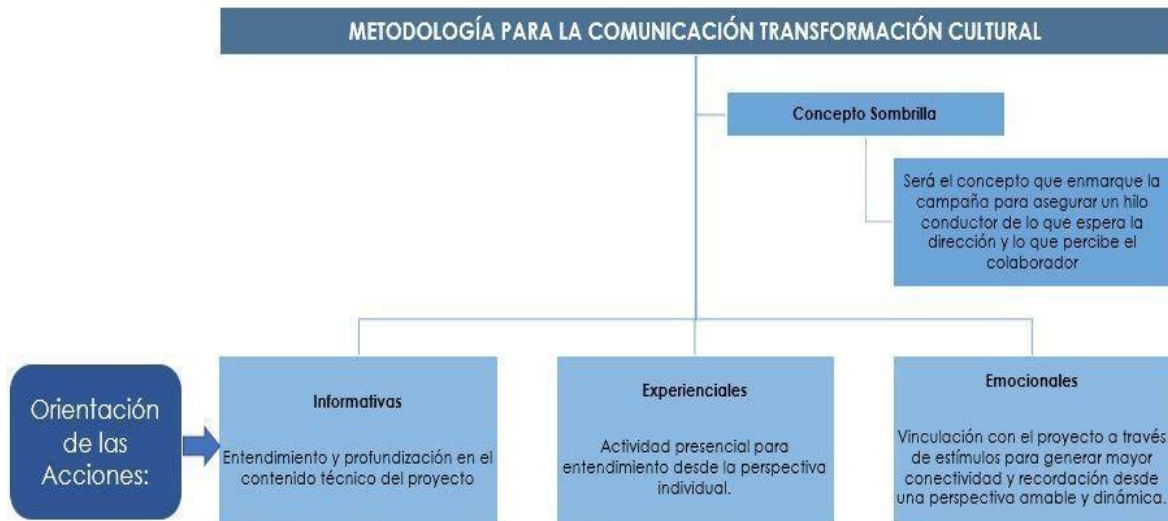 METODOLOGÍA PARA LA COMUNICACIÓN TRANSFORMACIÓN CULTURAL
Concepto Sombrilla
Será el concepto que enmarque la
campaña para asegurar un hilo
conductor de lo que espera la
dirección y lo que percibe el
colaborador
Orientación
de las
Acciones:
Informativas
Entendimiento y profundización en el
contenido técnico del proyecto
Experienciales
Actividad presencial para
entendimiento desde la perspectiva
individual.
Emocionales
Vinculación con el proyecto a través
de estímulos para generar mayor
conectividad y recordación desde
una perspectiva amable y dinámica.